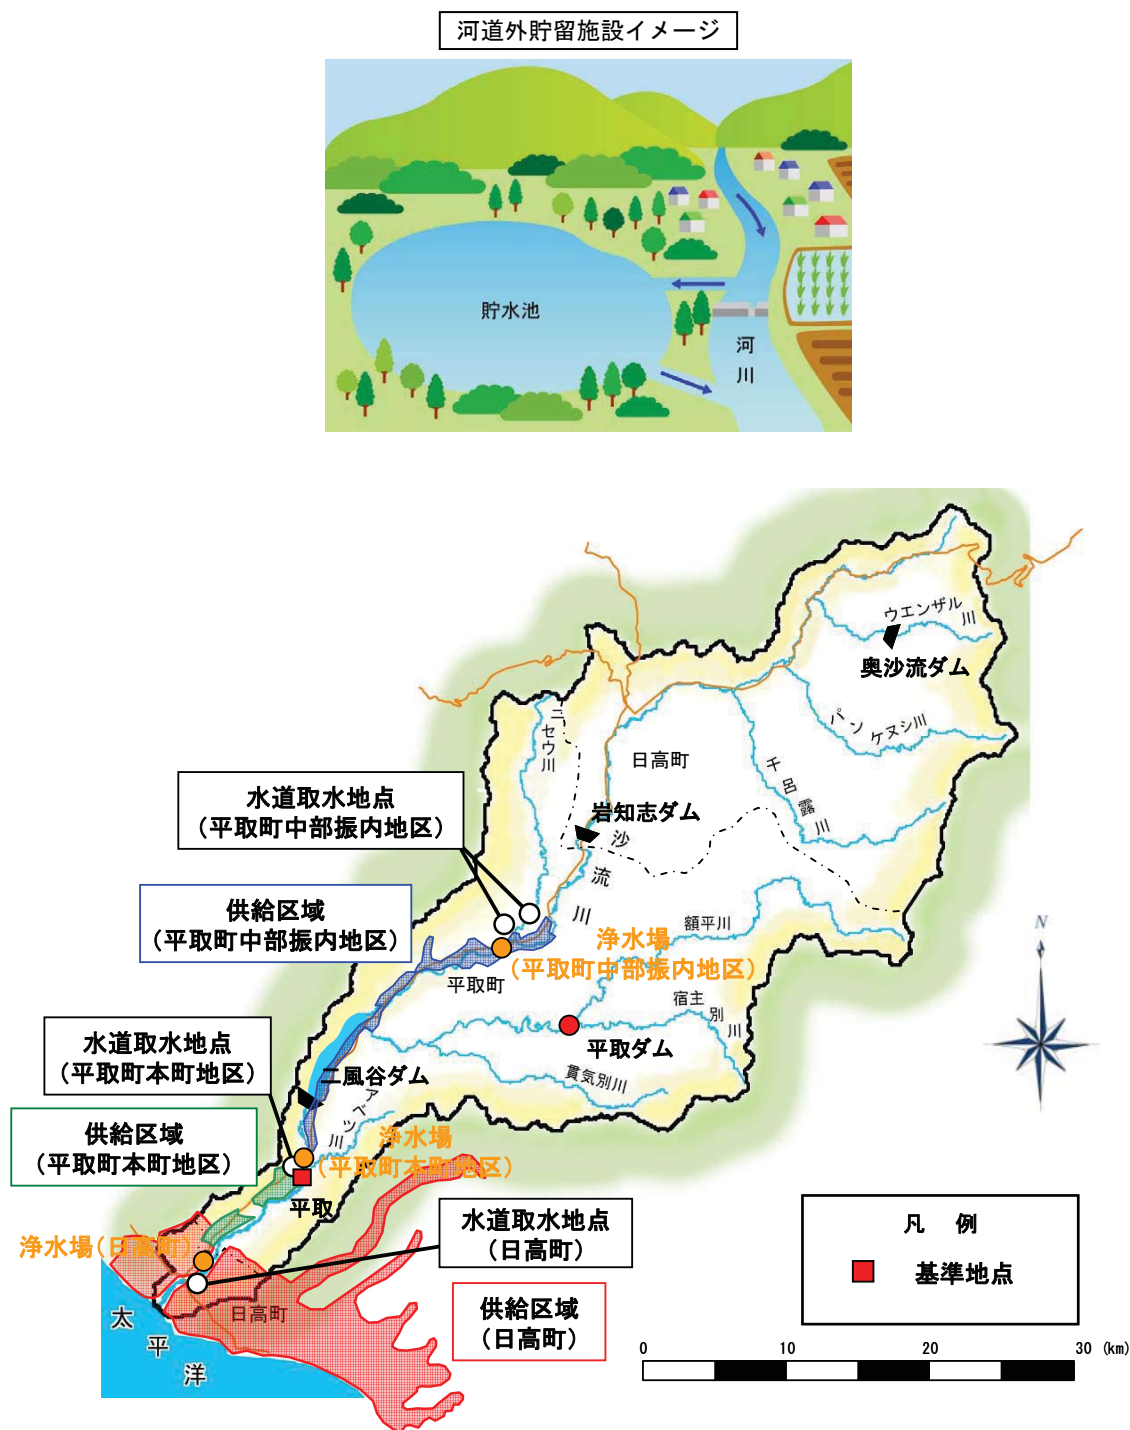 河道外貯留施設イメージ
貯水池
河川
ウエンザル川
奥沙流ダム
パンケヌシ川
ニセウ川
日高町
千呂露川
水道取水地点
（平取町中部振内地区）
岩知志ダム
沙流川
供給区域
（平取町中部振内地区）
額平川
浄水場
（平取町中部振内地区）
平取町
宿主別川
水道取水地点
（平取町本町地区）
平取ダム
二風谷ダム
貫気別川
アベツ川
供給区域
（平取町本町地区）
浄水場
（平取町本町地区）
平取
水道取水地点
（日高町）
浄水場（日高町）
凡　例
基準地点
供給区域
（日高町）
日高町
太平洋
0 10 20 30 (km)
N